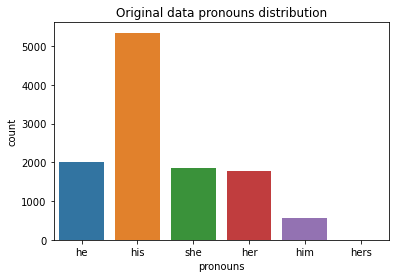 Original data pronouns distribution
5000
4000
3000
2000
1000
0
count
he his she her him hers
pronouns